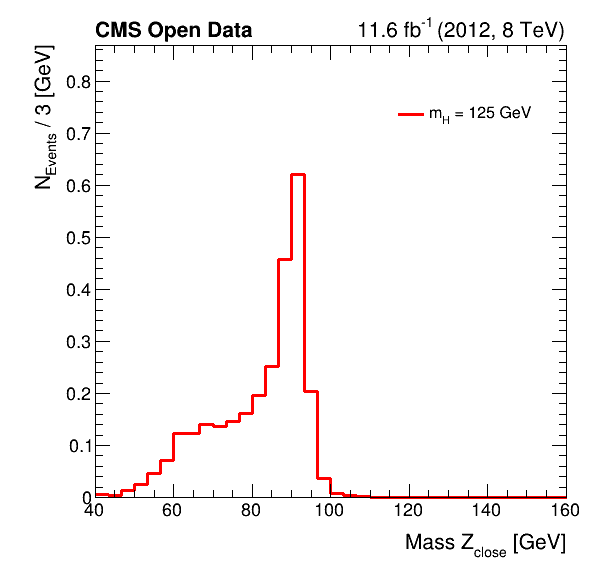 CMS Open Data 11.6 fb-1 (2012, 8 TeV)
NEvents / 3 [GeV]
0.8
0.7
0.6
0.5
0.4
0.3
0.2
0.1
0
mH = 125 GeV
40 60 80 100 120 140 160
Mass Zclose [GeV]